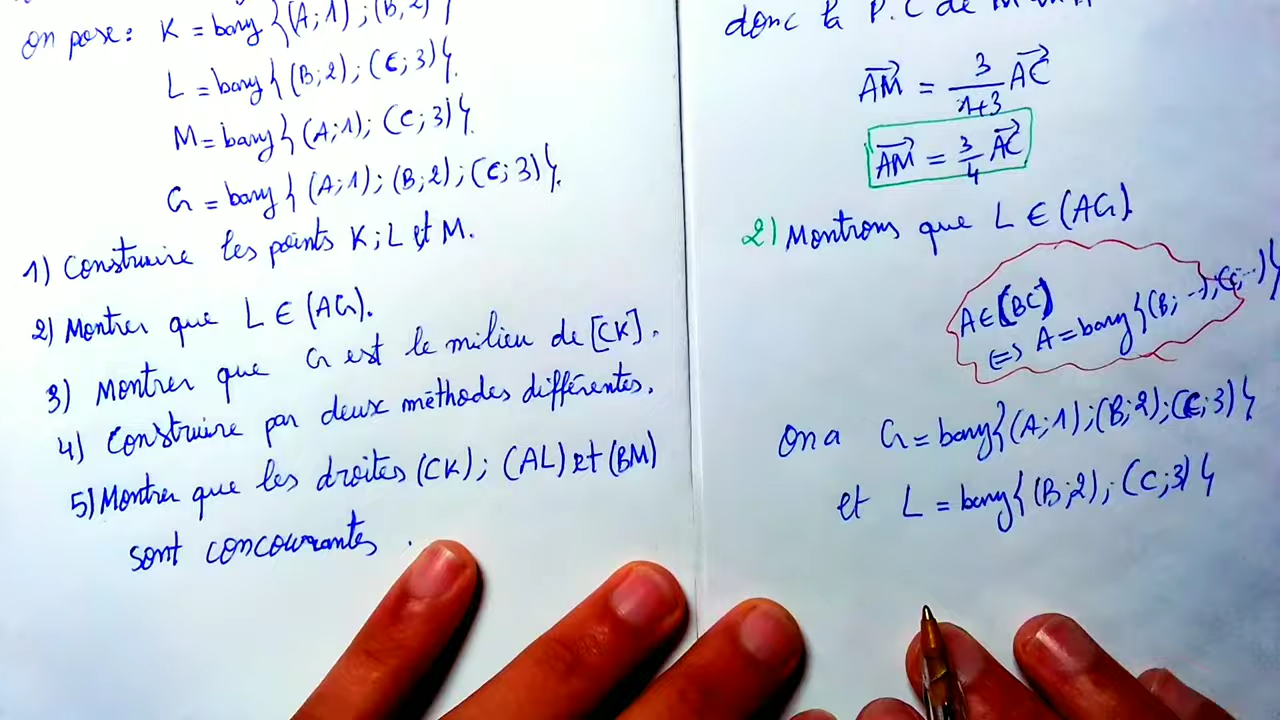 On pose: K = bary {(A;1);(B,2)}
L = bary {(B;2);(C;3)}.
M = bary {(A;1);(C;3)}.
G = bary {(A;1);(B;2);(C;3)}.
1) Construire les points K;L et M.
2) Montrer que L ∈ (AG).
3) Montrer que G est le milieu de [CK].
4) Construire par deux méthodes différentes.
5) Montrer que les droites (CK); (AL) et (BM)
sont concourantes.
donc la P.C de M
AM⃗ = 3/(1+3) AC⃗
AM⃗ = 3/4 AC⃗
2) Montrons que L ∈ (AG).
A ∈ (BC)
⇔ A = bary {(B;...);(C;...)}
On a G = bary {(A;1);(B;2);(C;3)}
et L = bary {(B;2);(C;3)}